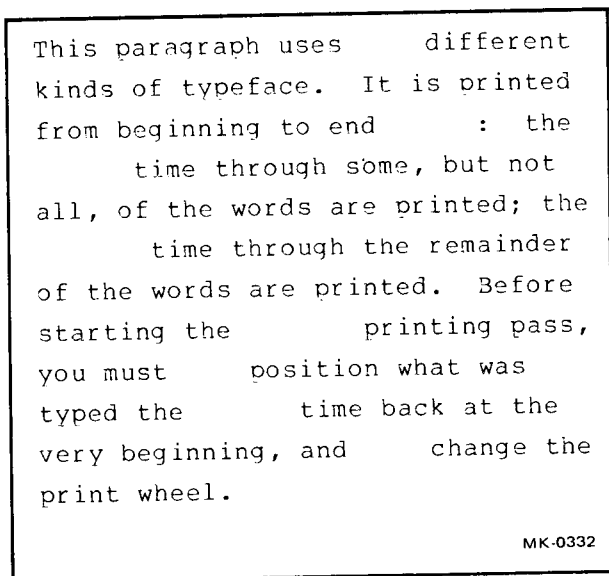 This paragraph uses     different
kinds of typeface.  It is printed
from beginning to end      :  the
      time through some, but not
all, of the words are printed; the
       time through the remainder
of the words are printed.  Before
starting the        printing pass,
you must     position what was
typed the       time back at the
very beginning, and     change the
print wheel.
MK-0332